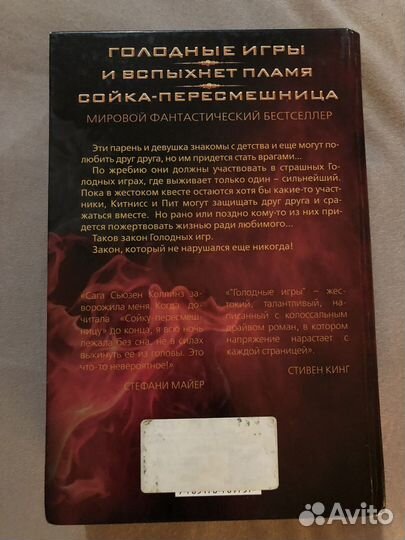 ГОЛОДНЫЕ ИГРЫ
И ВСПЫХНЕТ ПЛАМЯ
СОЙКА-ПЕРЕСМЕШНИЦА
МИРОВОЙ ФАНТАСТИЧЕСКИЙ БЕСТСЕЛЛЕР
Эти парень и девушка знакомы с детства и еще могут по-
любить друг друга, но им придется стать врагами...
По жребию они должны участвовать в страшных Го-
лодных играх, где выживает только один – сильнейший.
Пока в жестоком квесте остаются хотя бы какие-то участ-
ники, Китнисс и Пит могут защищать друг друга и сра-
жаться вместе. Но рано или поздно кому-то из них при-
дется пожертвовать жизнью ради любимого...
Таков закон Голодных игр.
Закон, который не нарушался еще никогда!
«Сага Сьюзен Коллинз за-
ворожила меня. Когда до-
читала «Сойку-пересмеш-
ницу» до конца, я всю ночь
лежала без сна, не в силах
выкинуть ее из головы. Это
что-то невероятное!»
СТЕФАНИ МАЙЕР
«"Голодные игры" – жес-
токий, талантливый, на-
писанный с колоссальным
драйвом роман, в котором
напряжение нарастает с
каждой страницей».
СТИВЕН КИНГ
Avito